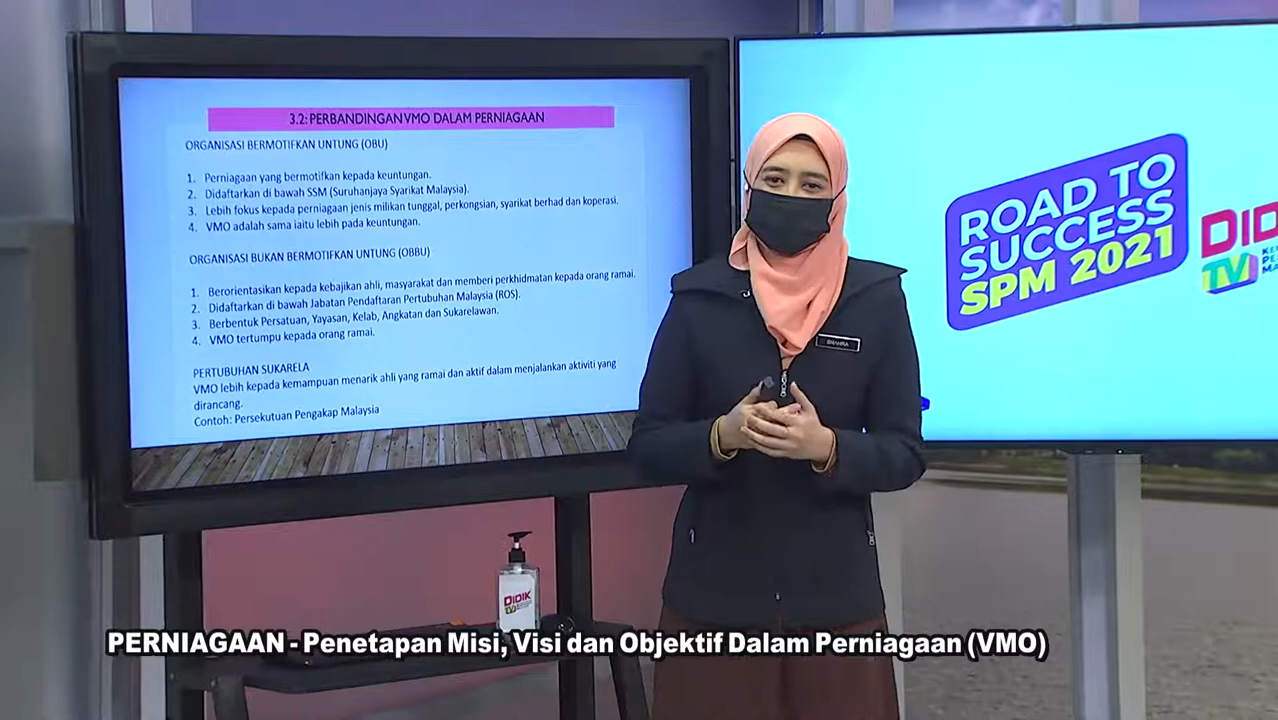 3.2: PERBANDINGAN VMO DALAM PERNIAGAAN
ORGANISASI BERMOTIFKAN UNTUNG (OBU)
1. Perniagaan yang bermotifkan kepada keuntungan.
2. Didaftarkan di bawah SSM (Suruhanjaya Syarikat Malaysia).
3. Lebih fokus kepada perniagaan jenis milikan tunggal, perkongsian, syarikat berhad dan koperasi.
4. VMO adalah sama iaitu lebih pada keuntungan.
ORGANISASI BUKAN BERMOTIFKAN UNTUNG (OBBU)
1. Berorientasikan kepada kebajikan ahli, masyarakat dan memberi perkhidmatan kepada orang ramai.
2. Didaftarkan di bawah Jabatan Pendaftaran Pertubuhan Malaysia (ROS).
3. Berbentuk Persatuan, Yayasan, Kelab, Angkatan dan Sukarelawan.
4. VMO tertumpu kepada orang ramai.
PERTUBUHAN SUKARELA
VMO lebih kepada kemampuan menarik ahli yang ramai dan aktif dalam menjalankan aktiviti yang
dirancang.
Contoh: Persekutuan Pengakap Malaysia
ROAD TO
SUCCESS
SPM 2021
DID
TV
DIDIK
TV
PERNIAGAAN - Penetapan Misi, Visi dan Objektif Dalam Perniagaan (VMO)